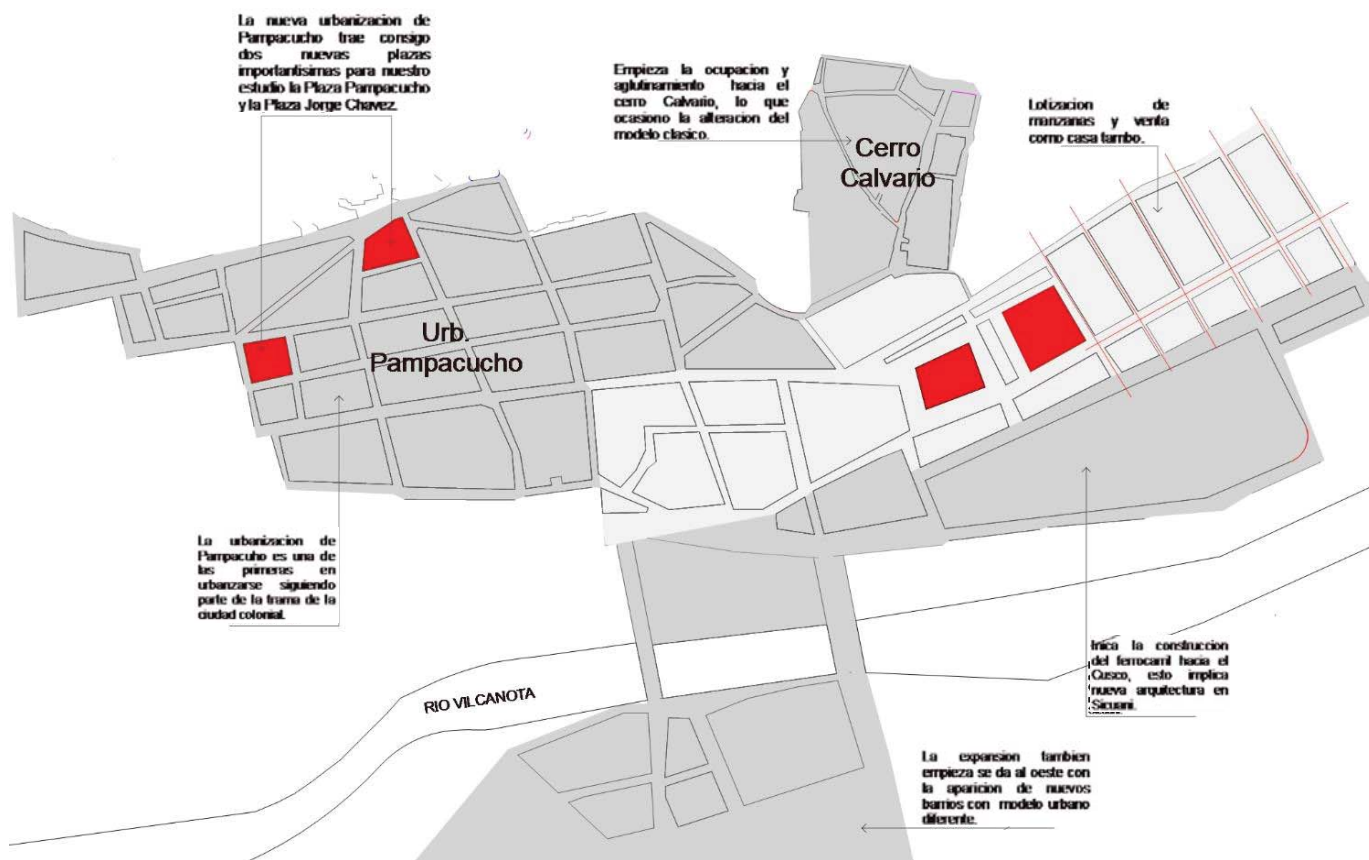 La nueva urbanizacion de
Pampacucho trae consigo
dos nuevas plazas
importantisimas para nuestro
estudio la Plaza Pampacucho
y la Plaza Jorge Chavez.
Empieza la ocupacion y
aglutinamiento hacia el
cerro Calvario, lo que
ocasiono la alteracion del
modelo clasico.
Lotizacion de
manzanas y venta
como casa tambo.
Cerro
Calvario
Urb.
Pampacucho
La urbanizacion de
Pampacuho es una de
las primeras en
urbanzarse siguiendo
parte de la trama de la
ciudad colonial.
RIO VILCANOTA
Inica la construccion
del ferrocarril hacia el
Cusco, esto implica
nueva arquitectura en
Sicuani.
La expansion tambien
empieza se da al oeste con
la aparicion de nuevos
barrios con modelo urbano
diferente.